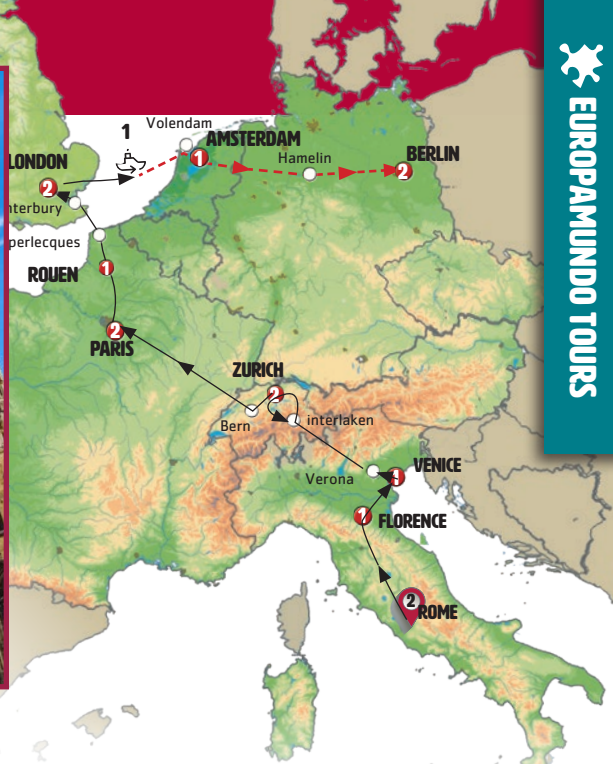 EUROPAMUNDO TOURS
1
Volendam
AMSTERDAM
1
Hamelin
BERLIN
2
LONDON
2
nterbury
perlecques
ROUEN
1
2
PARIS
ZURICH
2
Bern
interlaken
Verona
VENICE
1
1
FLORENCE
2
ROME